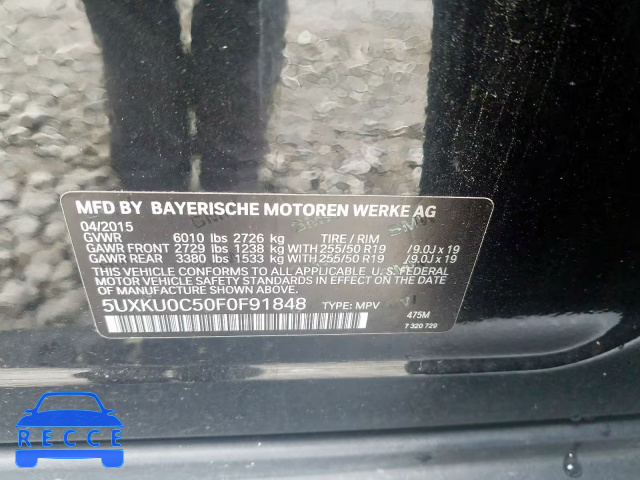 MFD BY BAYERISCHE MOTOREN WERKE AG
04/2015
GVWR 6010 lbs 2726 kg TIRE / RIM
GAWR FRONT 2729 lbs 1238 kg WITH 255/50 R19 /9.0J x 19
GAWR REAR 3380 lbs 1533 kg WITH 255/50 R19 /9.0J x 19
THIS VEHICLE CONFORMS TO ALL APPLICABLE U.S. FEDERAL
MOTOR VEHICLE SAFETY STANDARDS IN EFFECT ON THE DATE
OF MANUFACTURE SHOWN ABOVE.
5UXKU0C50F0F91848 TYPE: MPV
475M
7 320 729
RECCE
RECCE